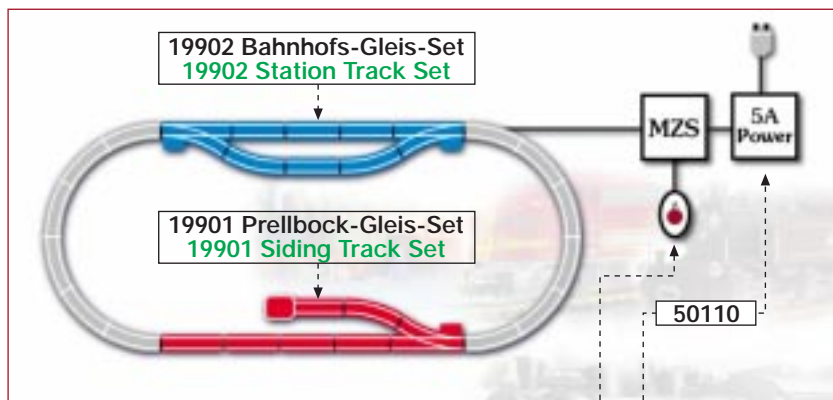 19902 Bahnhofs-Gleis-Set
19902 Station Track Set
MZS
5A
Power
19901 Prellbock-Gleis-Set
19901 Siding Track Set
50110